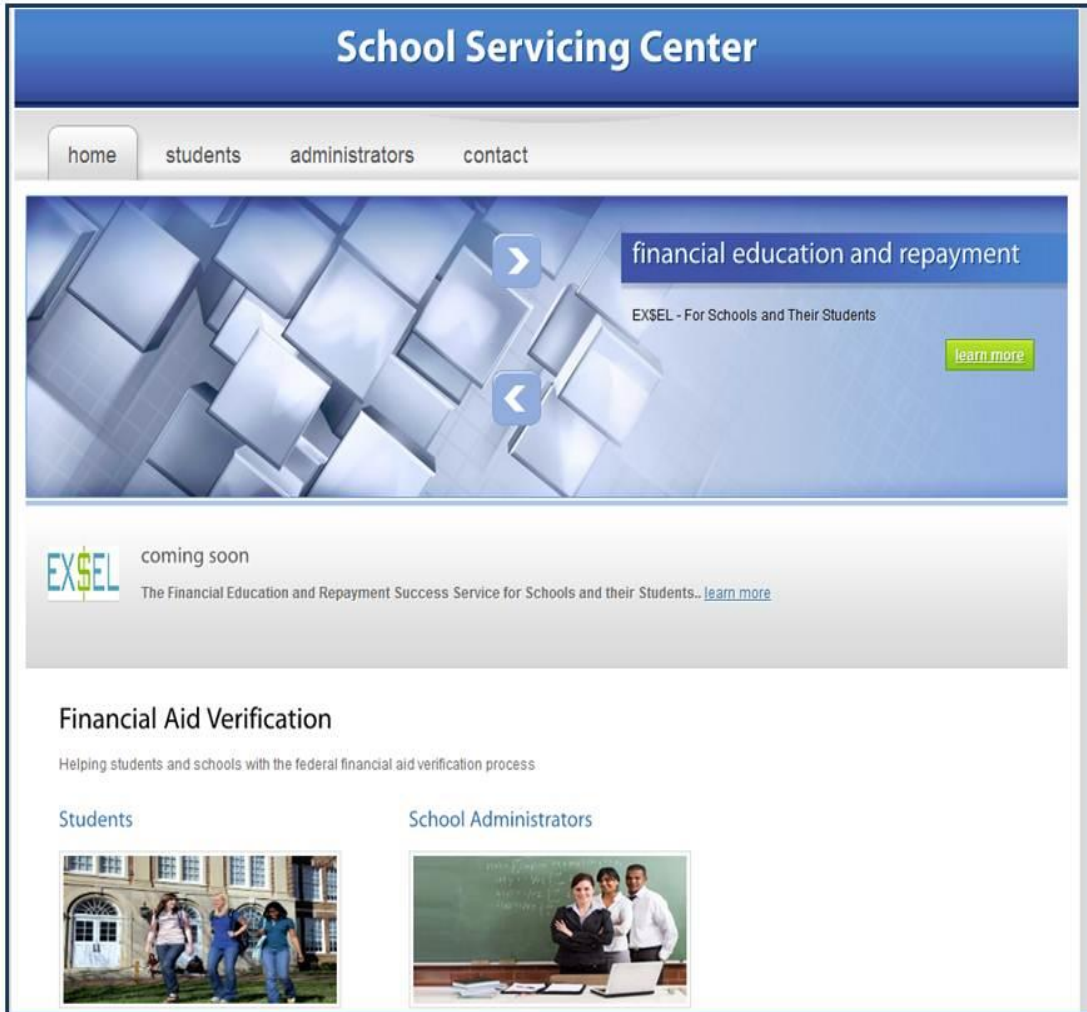 School Servicing Center
home students administrators contact
financial education and repayment
EX$EL - For Schools and Their Students
learn more
EX$EL
coming soon
The Financial Education and Repayment Success Service for Schools and their Students.. learn more
Financial Aid Verification
Helping students and schools with the federal financial aid verification process
Students School Administrators